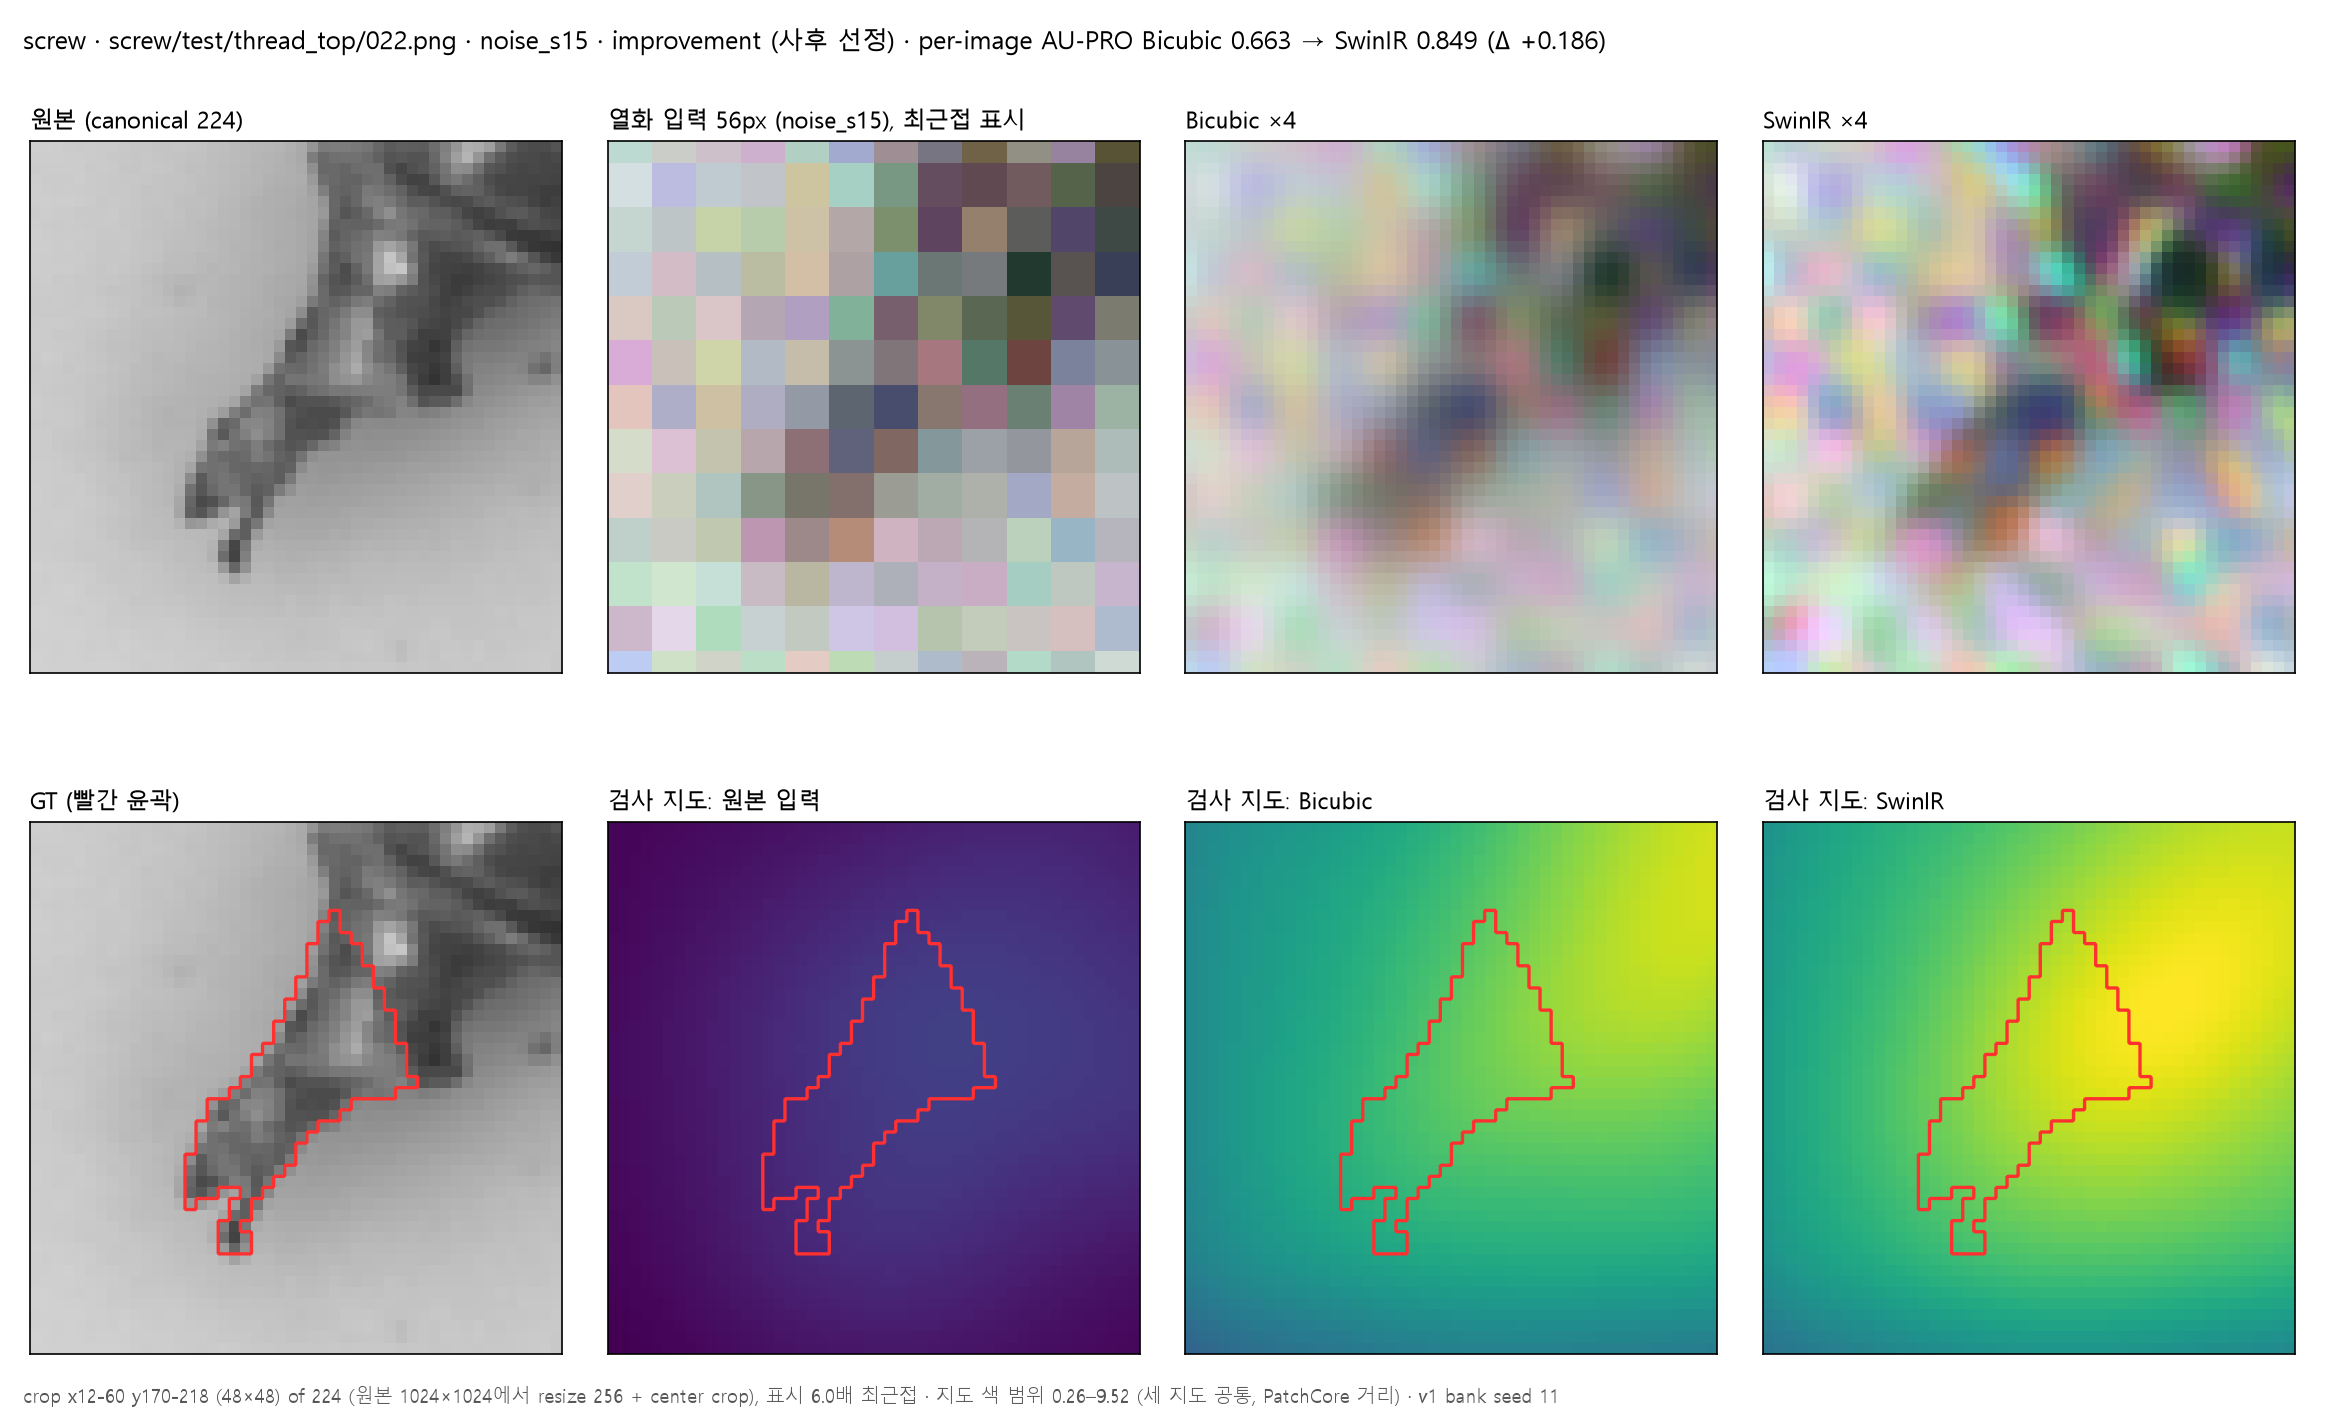 screw · screw/test/thread_top/022.png · noise_s15 · improvement (사후 선정) · per-image AU-PRO Bicubic 0.663 → SwinIR 0.849 (Δ +0.186)
원본 (canonical 224)
열화 입력 56px (noise_s15), 최근접 표시
Bicubic ×4
SwinIR ×4
GT (빨간 윤곽)
검사 지도: 원본 입력
검사 지도: Bicubic
검사 지도: SwinIR
crop x12-60 y170-218 (48×48) of 224 (원본 1024×1024에서 resize 256 + center crop), 표시 6.0배 최근접 · 지도 색 범위 0.26–9.52 (세 지도 공통, PatchCore 거리) · v1 bank seed 11